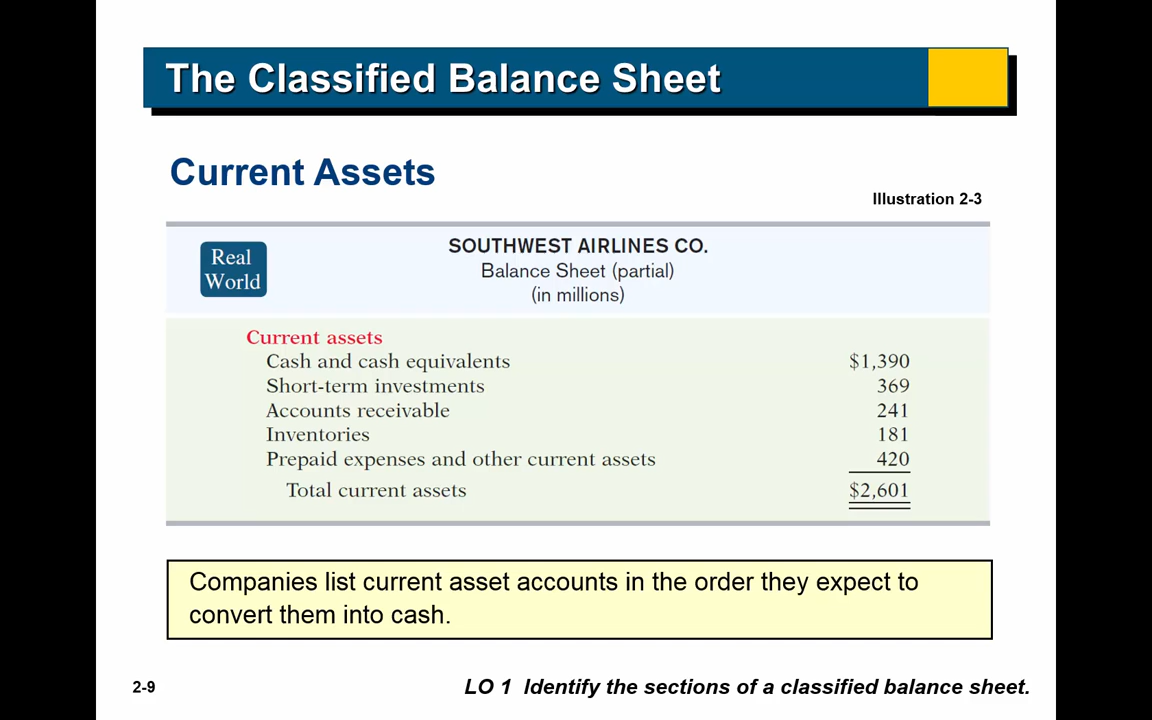 The Classified Balance Sheet
Current Assets
Illustration 2-3
Real
World
SOUTHWEST AIRLINES CO.
Balance Sheet (partial)
(in millions)
Current assets
Cash and cash equivalents $1,390
Short-term investments 369
Accounts receivable 241
Inventories 181
Prepaid expenses and other current assets 420
Total current assets $2,601
Companies list current asset accounts in the order they expect to
convert them into cash.
2-9
LO 1 Identify the sections of a classified balance sheet.